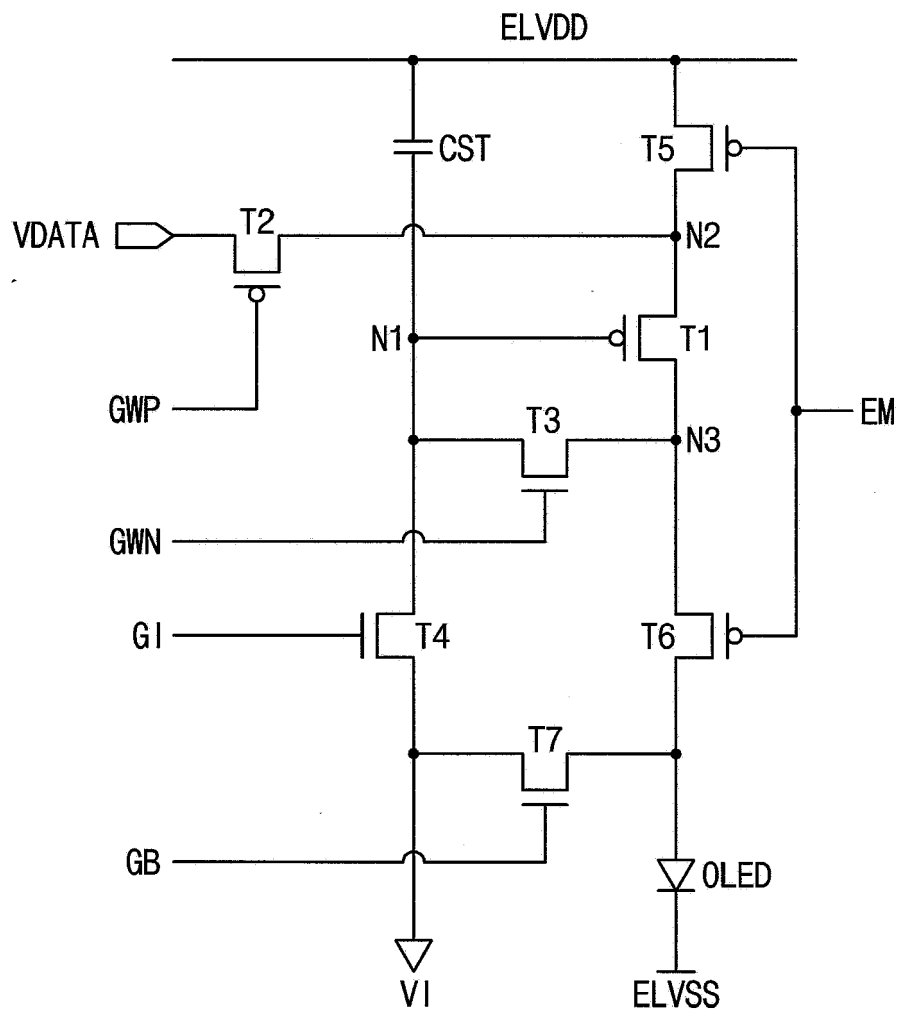 ELVDD
CST
T5
VDATA
T2
N2
N1
T1
GWP
EM
T3
N3
GWN
GI
T4
T6
T7
GB
OLED
VI
ELVSS